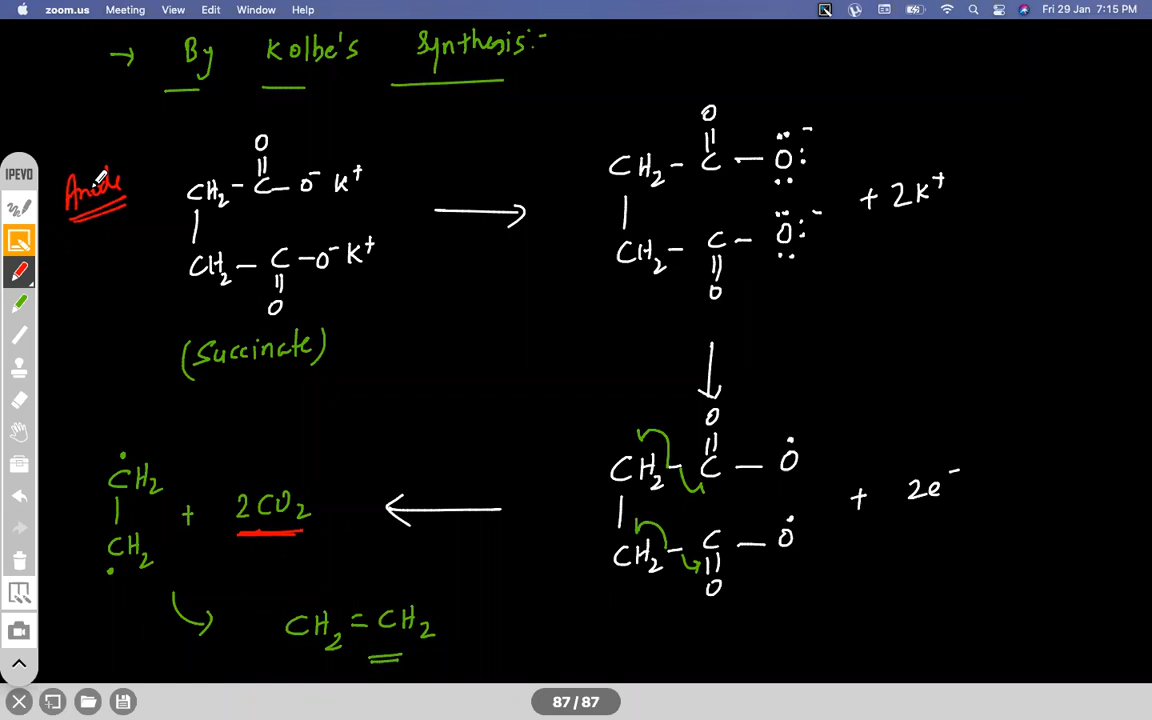 zoom.us Meeting View Edit Window Help Fri 29 Jan 7:15 PM
→ By Kolbe's Synthesis:-
IPEVO
Anode
O
||
CH₂ - C - O⁻ K⁺
|
CH₂ - C - O⁻ K⁺
||
O
(Succinate)
→
O
||
CH₂ - C - O:⁻
|
CH₂ - C - O:⁻
||
O
+ 2K⁺
↓
O
||
CH₂ - C - O•
|
CH₂ - C - O•
||
O
+ 2e⁻
←
•CH₂
|
CH₂•
+ 2CO₂
CH₂ = CH₂
87 / 87